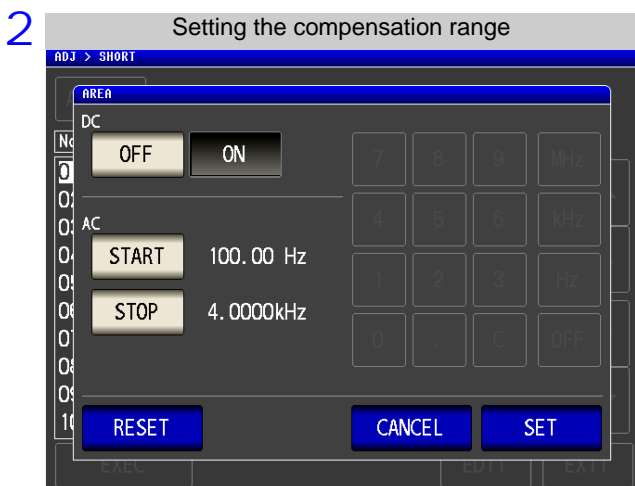 2 Setting the compensation range
ADJ > SHORT
AREA
DC
OFF ON
7 8 9 MHz
AC
4 5 6 kHz
START 100.00 Hz
1 2 3 Hz
STOP 4.0000kHz
0 . C OFF
RESET CANCEL SET
EXEC EDIT EXIT